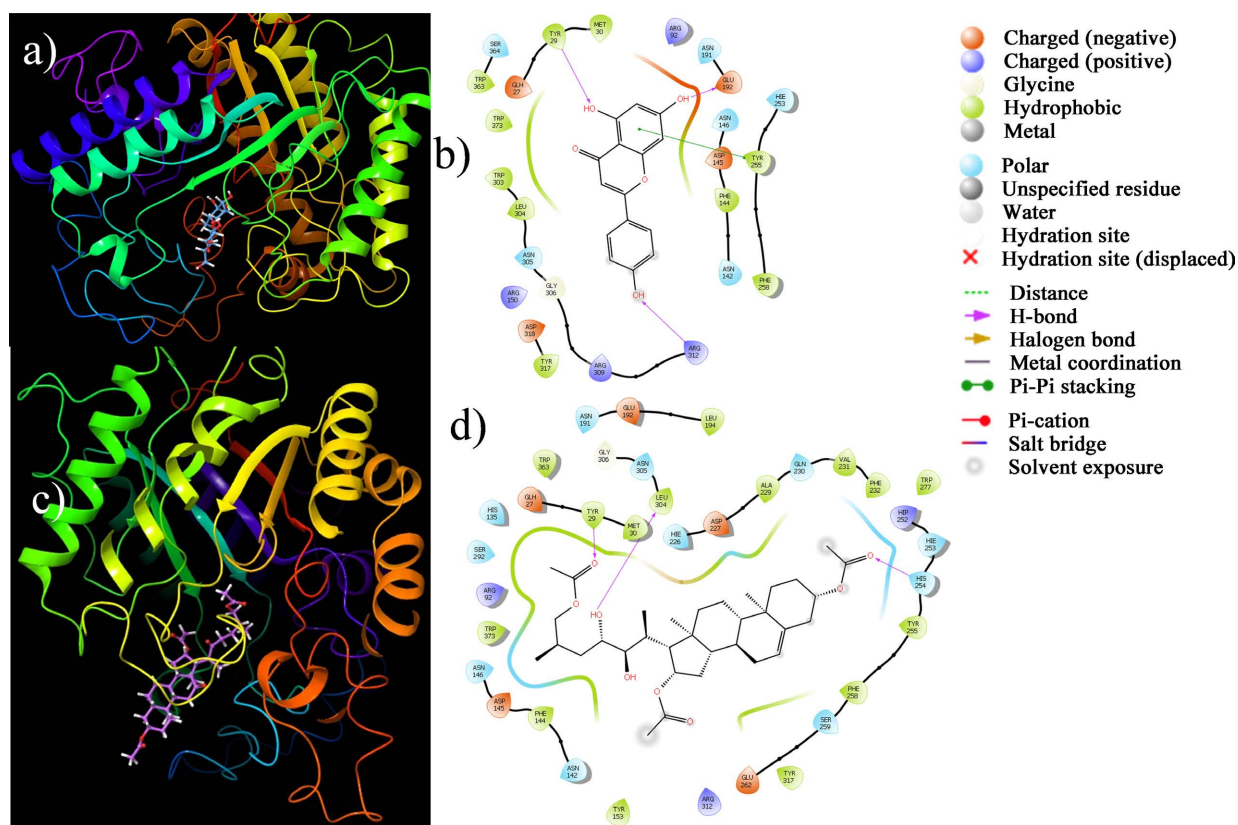 a)
b)
MET 30
TYR 29
SER 364
TRP 363
GLH 27
TRP 373
ARG 92
ASN 191
GLU 192
HIE 253
ASN 146
ASP 145
TYR 255
PHE 144
ASN 142
PHE 258
TRP 303
LEU 304
ASN 305
GLY 306
ARG 150
ASP 318
TYR 317
ARG 309
ARG 312
HO
OH
O
O
OH
c)
d)
ASN 191
GLU 192
LEU 194
GLY 306
ASN 305
LEU 304
TRP 363
GLH 27
TYR 29
MET 30
HIS 135
SER 292
ARG 92
TRP 373
ASN 146
ASP 145
PHE 144
ASN 142
TYR 153
HIE 226
ASP 227
ALA 229
GLN 230
VAL 231
PHE 232
TRP 277
HIP 252
HIE 253
HIS 254
TYR 255
PHE 258
SER 259
GLU 262
TYR 317
ARG 312
O
O
HO
OH
H
H
H
O
O
O
O
Charged (negative)
Charged (positive)
Glycine
Hydrophobic
Metal
Polar
Unspecified residue
Water
Hydration site
Hydration site (displaced)
Distance
H-bond
Halogen bond
Metal coordination
Pi-Pi stacking
Pi-cation
Salt bridge
Solvent exposure